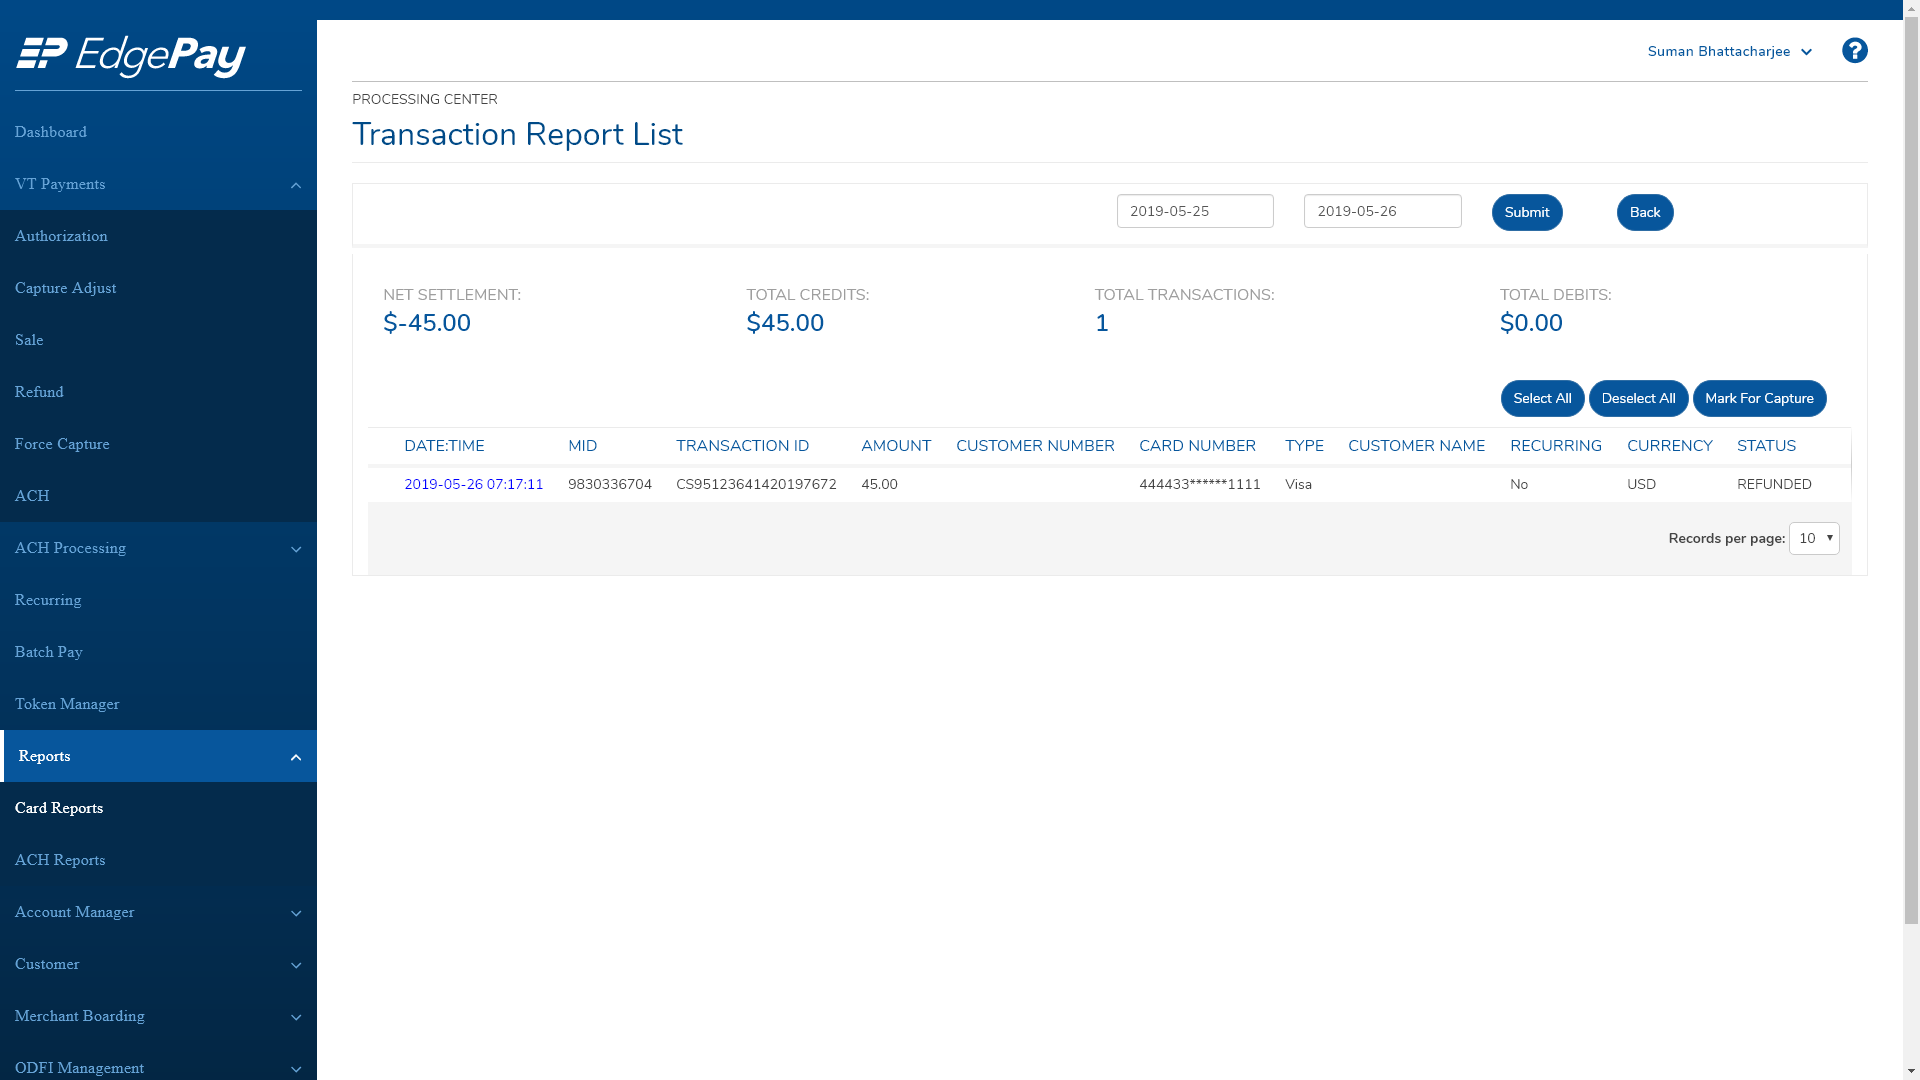 EdgePay
Dashboard
VT Payments
Authorization
Capture Adjust
Sale
Refund
Force Capture
ACH
ACH Processing
Recurring
Batch Pay
Token Manager
Reports
Card Reports
ACH Reports
Account Manager
Customer
Merchant Boarding
ODFI Management
Suman Bhattacharjee
?
PROCESSING CENTER
Transaction Report List
2019-05-25 2019-05-26 Submit Back
NET SETTLEMENT: TOTAL CREDITS: TOTAL TRANSACTIONS: TOTAL DEBITS:
$-45.00 $45.00 1 $0.00
Select All Deselect All Mark For Capture
DATE:TIME MID TRANSACTION ID AMOUNT CUSTOMER NUMBER CARD NUMBER TYPE CUSTOMER NAME RECURRING CURRENCY STATUS
2019-05-26 07:17:11 9830336704 CS95123641420197672 45.00 444433******1111 Visa No USD REFUNDED
Records per page: 10